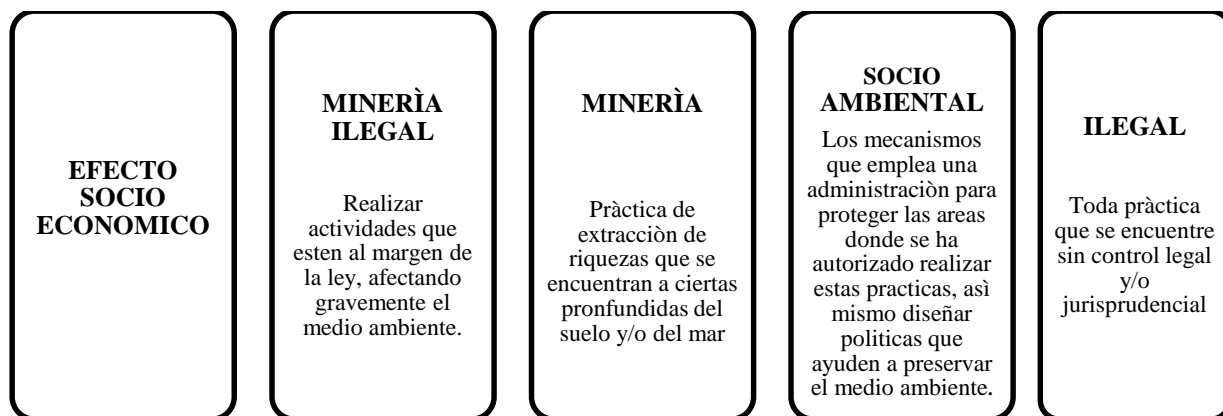 EFECTO
SOCIO
ECONOMICO
MINERÌA
ILEGAL
Realizar
actividades que
esten al margen de
la ley, afectando
gravemente el
medio ambiente.
MINERÌA
Pràctica de
extracciòn de
riquezas que se
encuentran a ciertas
pronfundidas del
suelo y/o del mar
SOCIO
AMBIENTAL
Los mecanismos
que emplea una
administraciòn para
proteger las areas
donde se ha
autorizado realizar
estas practicas, asì
mismo diseñar
politicas que
ayuden a preservar
el medio ambiente.
ILEGAL
Toda pràctica
que se encuentre
sin control legal
y/o
jurisprudencial